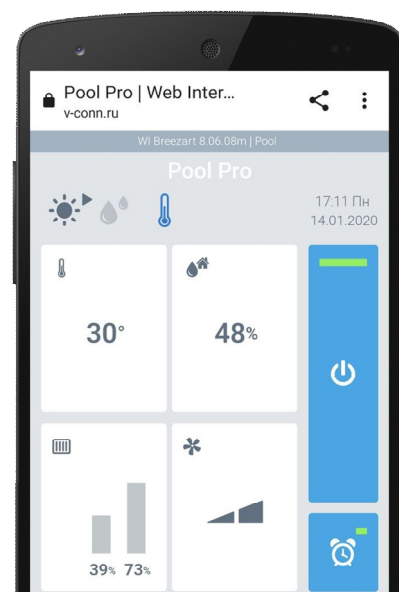 Pool Pro | Web Inter...
v-conn.ru
WI Breezart 8.06.08m | Pool
Pool Pro
17:11 Пн
14.01.2020
30°
48%
39% 73%